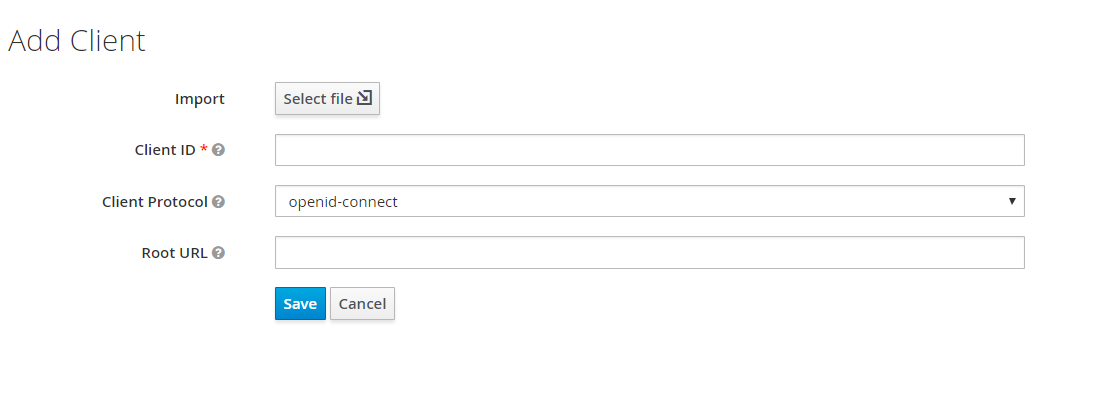 Add Client
Import Select file
Client ID *
Client Protocol openid-connect
Root URL
Save Cancel